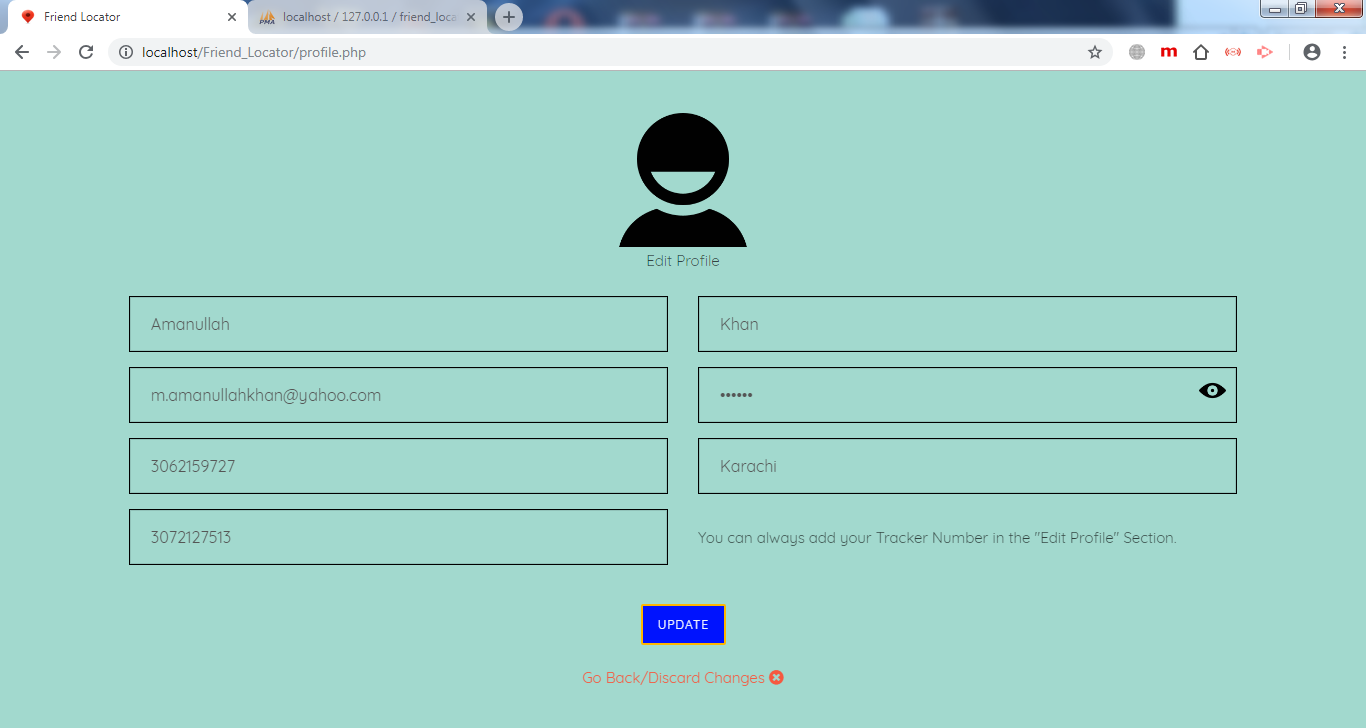 Friend Locator
PMA
localhost / 127.0.0.1 / friend_loca
localhost/Friend_Locator/profile.php
m
Edit Profile
Amanullah
Khan
m.amanullahkhan@yahoo.com
••••••
3062159727
Karachi
3072127513
You can always add your Tracker Number in the "Edit Profile" Section.
UPDATE
Go Back/Discard Changes